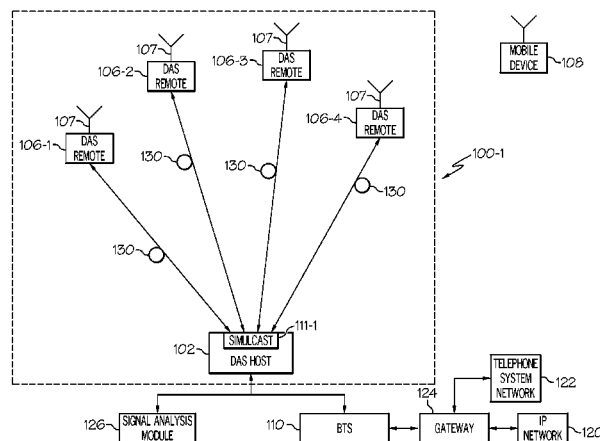 107
106-2
DAS
REMOTE
107
106-3
DAS
REMOTE
MOBILE
DEVICE
108
107
106-1
DAS
REMOTE
107
106-4
DAS
REMOTE
130
130
130
130
100-1
111-1
SIMULCAST
102
DAS HOST
TELEPHONE
SYSTEM
NETWORK
122
124
126
SIGNAL ANALYSIS
MODULE
110
BTS
GATEWAY
IP
NETWORK
120